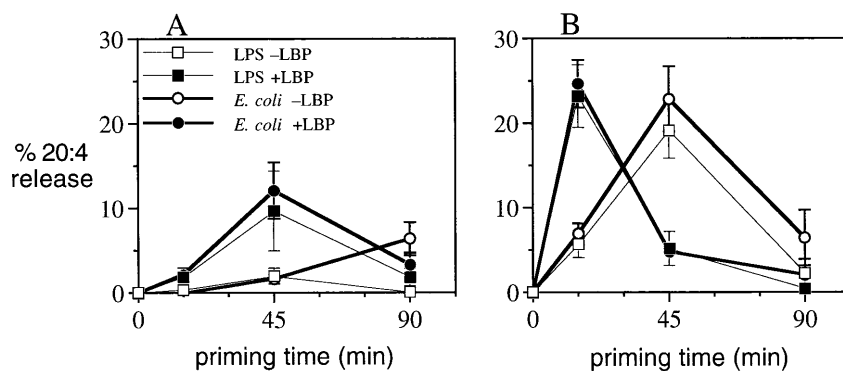 A
B
30
20
10
0
% 20:4
release
LPS –LBP
LPS +LBP
E. coli –LBP
E. coli +LBP
0 45 90
priming time (min)
30
20
10
0
0 45 90
priming time (min)